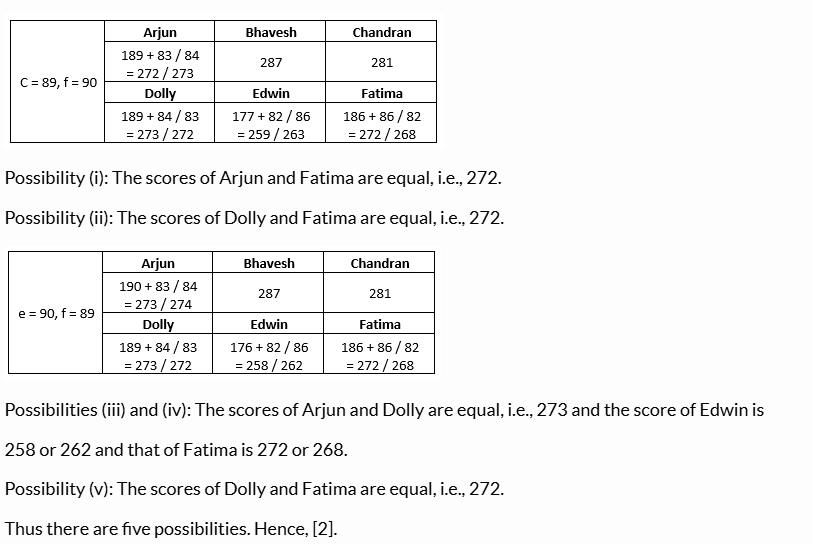 Arjun Bhavesh Chandran
C = 89, f = 90
189 + 83 / 84
= 272 / 273
287
281
Dolly Edwin Fatima
189 + 84 / 83 177 + 82 / 86 186 + 86 / 82
= 273 / 272 = 259 / 263 = 272 / 268
Possibility (i): The scores of Arjun and Fatima are equal, i.e., 272.
Possibility (ii): The scores of Dolly and Fatima are equal, i.e., 272.
Arjun Bhavesh Chandran
e = 90, f = 89
190 + 83 / 84
= 273 / 274
287
281
Dolly Edwin Fatima
189 + 84 / 83 176 + 82 / 86 186 + 86 / 82
= 273 / 272 = 258 / 262 = 272 / 268
Possibilities (iii) and (iv): The scores of Arjun and Dolly are equal, i.e., 273 and the score of Edwin is
258 or 262 and that of Fatima is 272 or 268.
Possibility (v): The scores of Dolly and Fatima are equal, i.e., 272.
Thus there are five possibilities. Hence, [2].